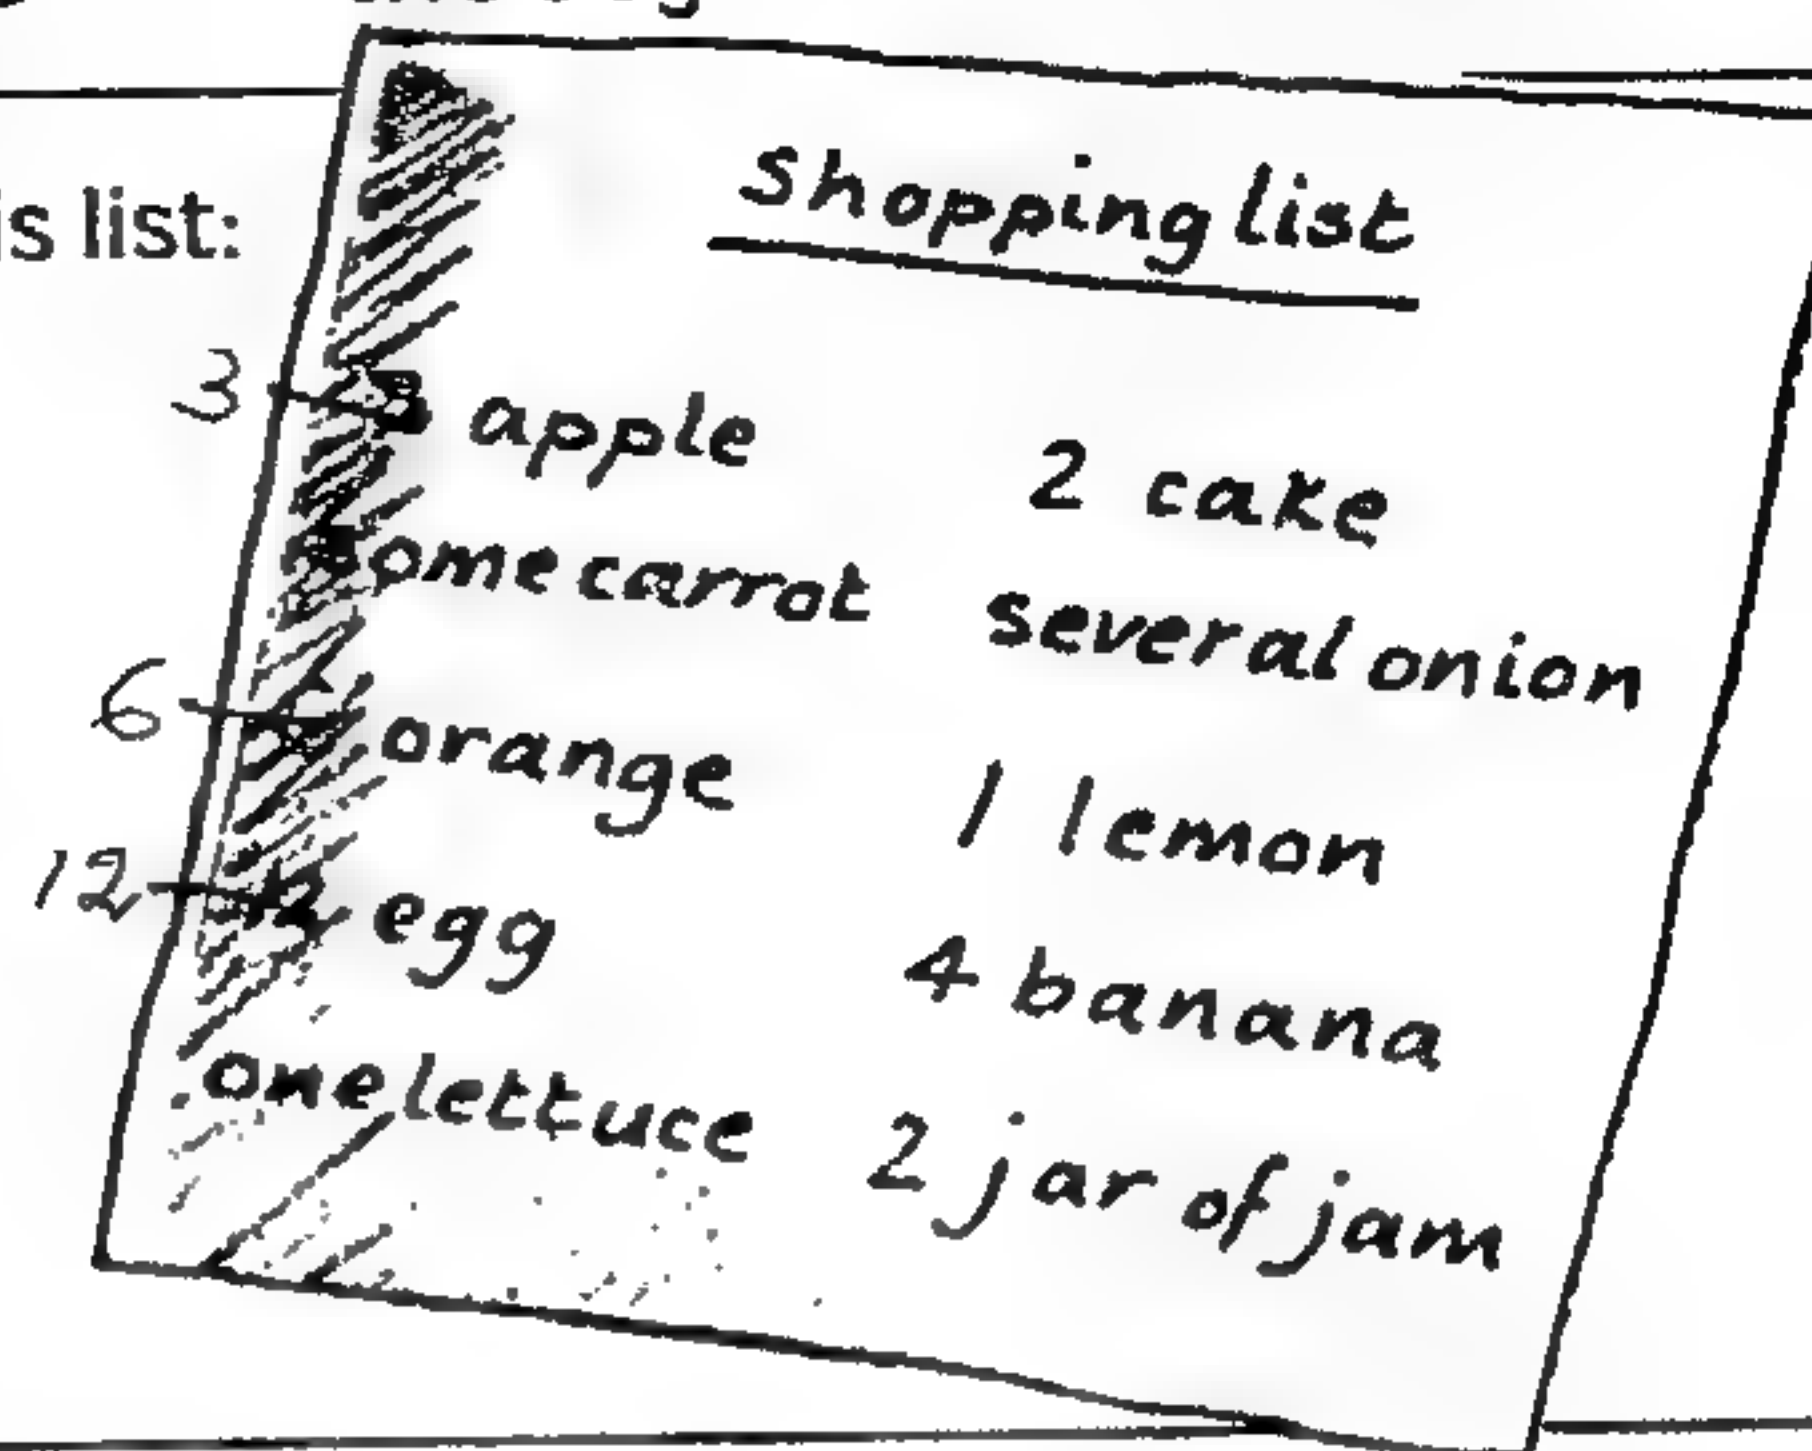 is list:
Shopping list
3 apple
some carrot
6 orange
12 egg
one lettuce
2 cake
several onion
1 lemon
4 banana
2 jar of jam